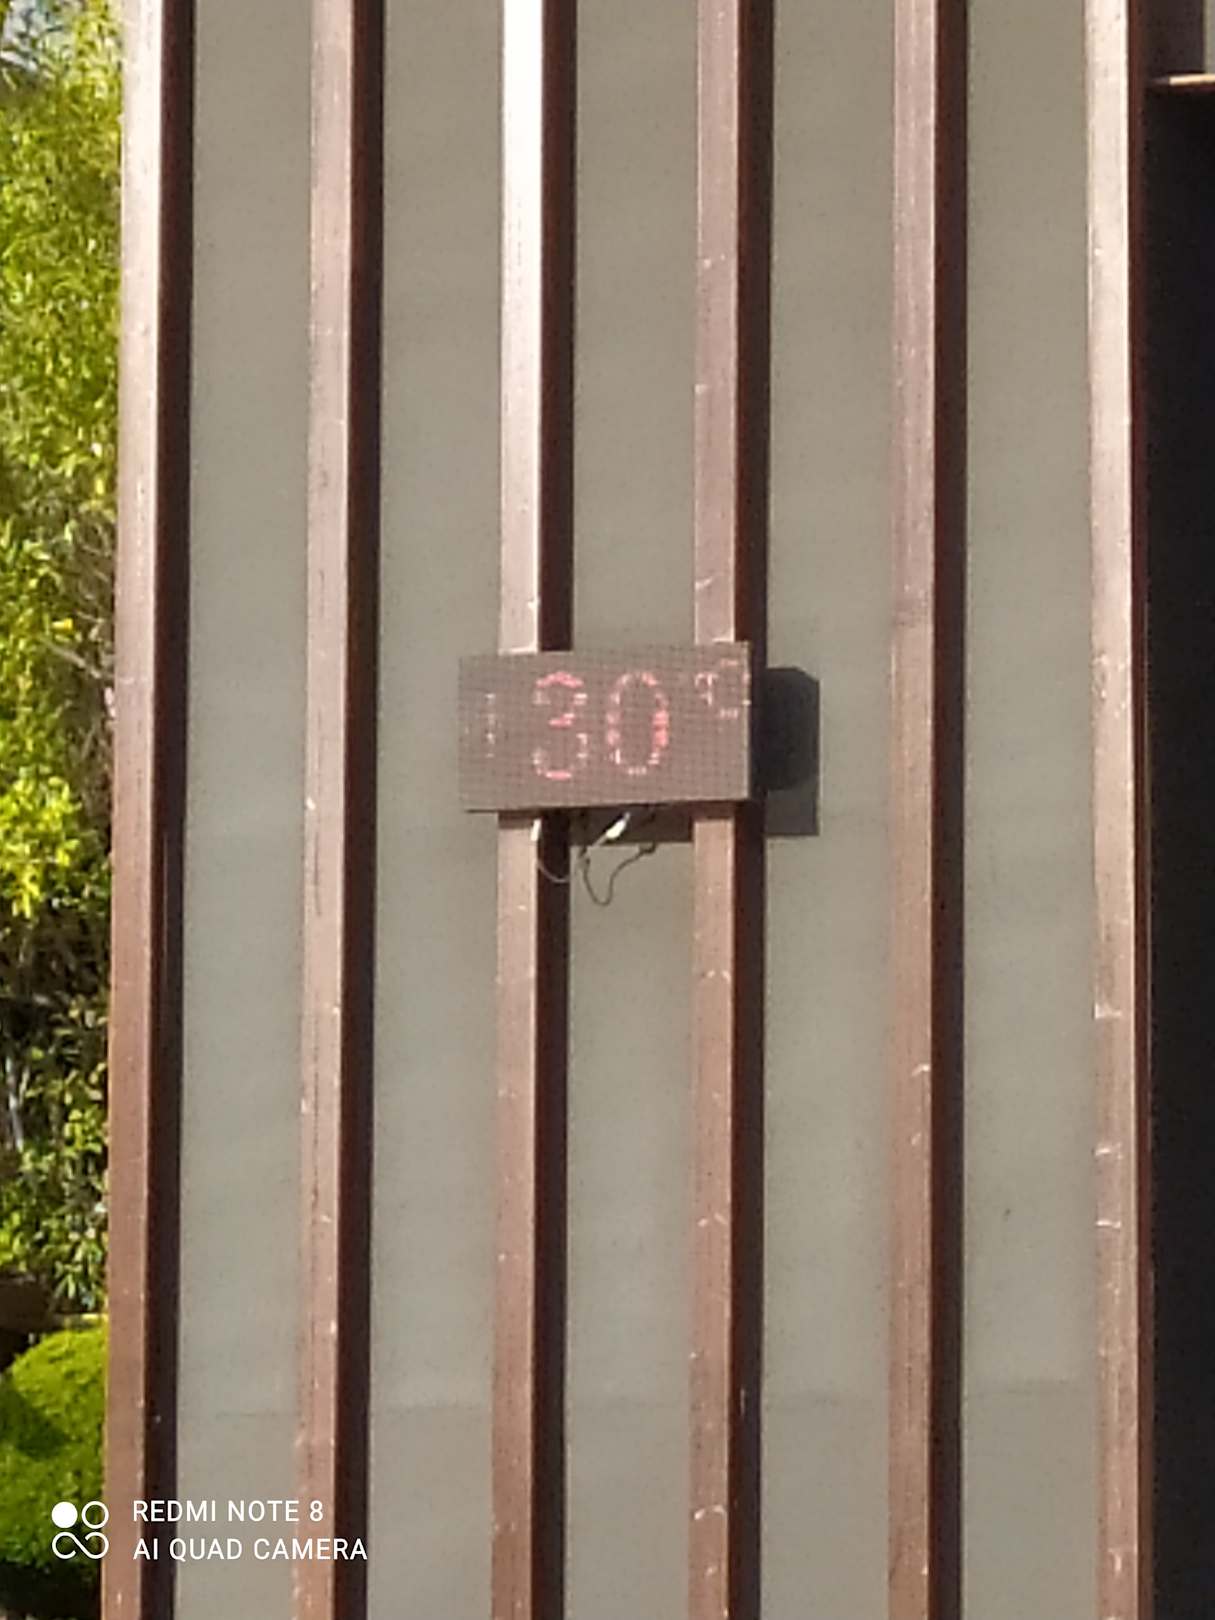 30°C
REDMI NOTE 8
AI QUAD CAMERA